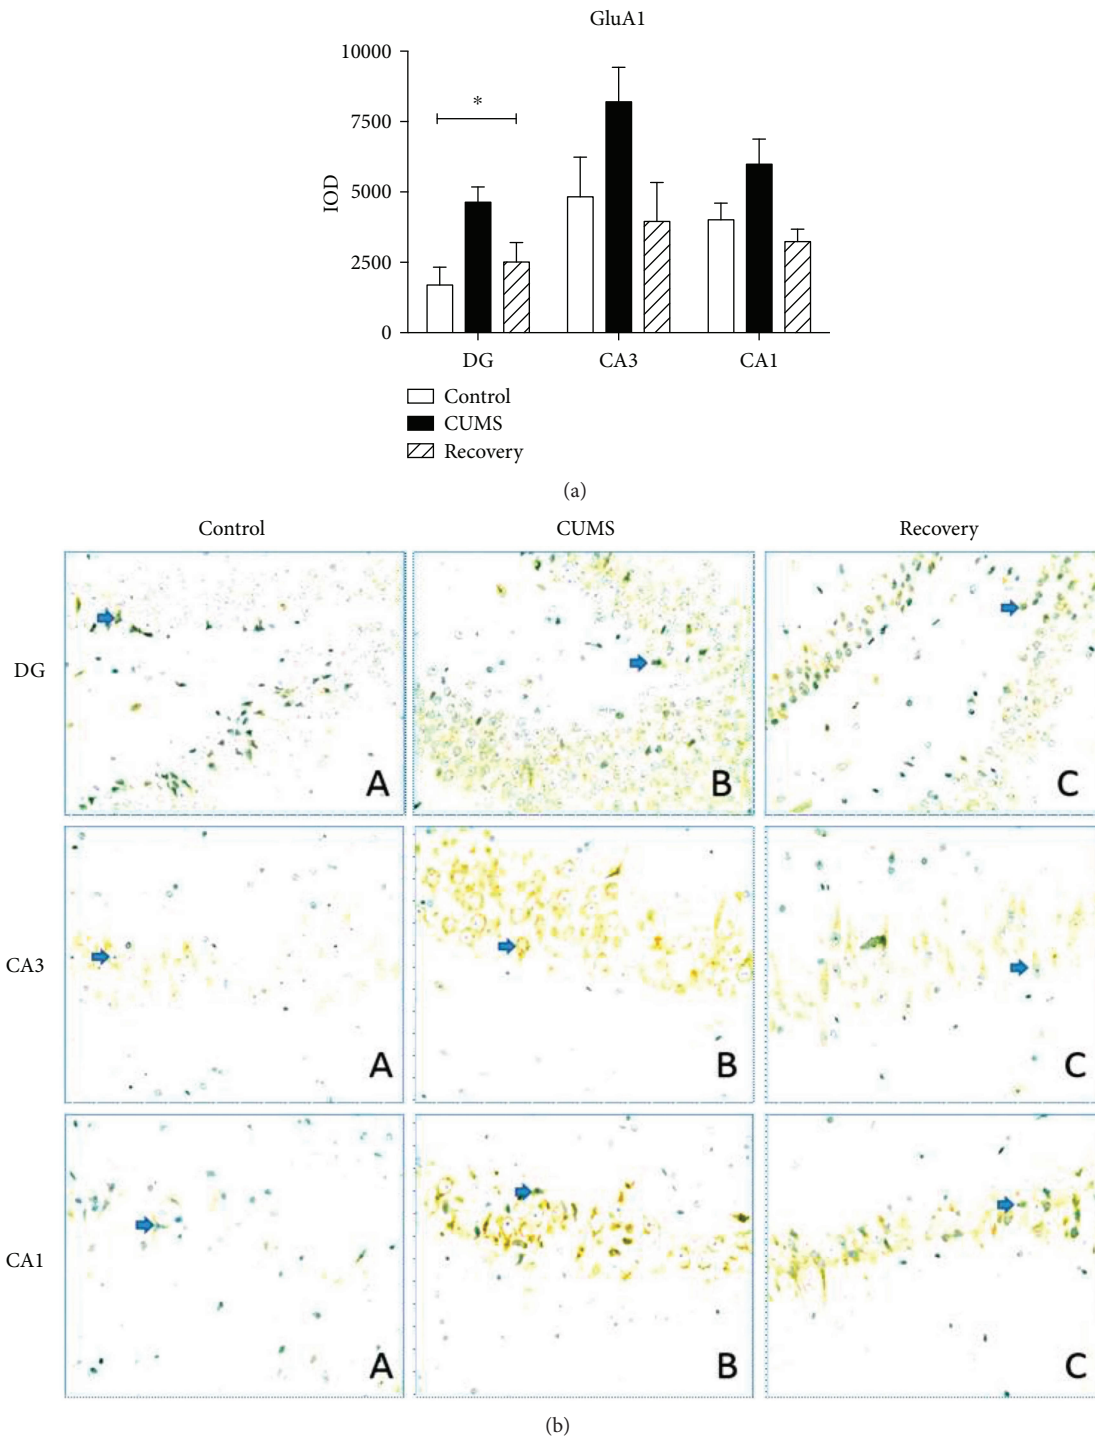 GluA1
10000
7500
5000
2500
0
IOD
*
DG CA3 CA1
Control
CUMS
Recovery
(a)
Control CUMS Recovery
DG
A B C
CA3
A B C
CA1
A B C
(b)